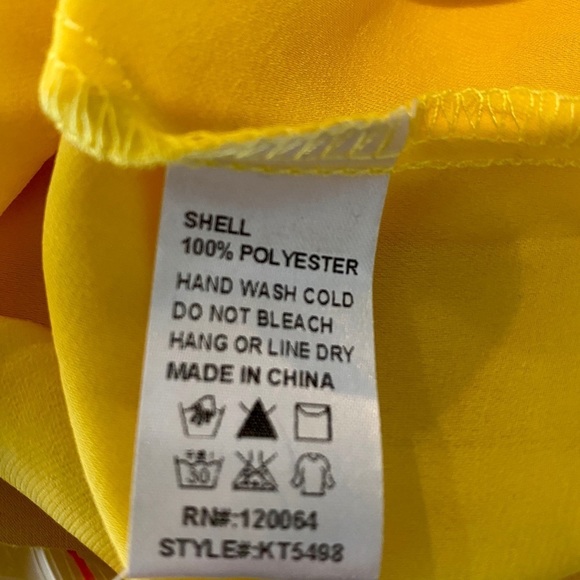 SHELL
100% POLYESTER
HAND WASH COLD
DO NOT BLEACH
HANG OR LINE DRY
MADE IN CHINA
30
RN#:120064
STYLE#:KT5498